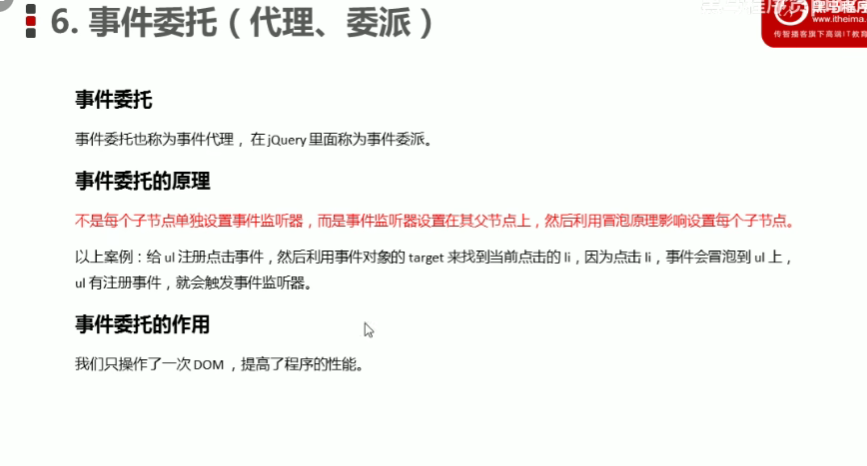 6. 事件委托（代理、委派）
www.itheima.
传智播客旗下高端IT教育
事件委托
事件委托也称为事件代理， 在 jQuery 里面称为事件委派。
事件委托的原理
不是每个子节点单独设置事件监听器，而是事件监听器设置在其父节点上，然后利用冒泡原理影响设置每个子节点。
以上案例：给 ul 注册点击事件，然后利用事件对象的 target 来找到当前点击的 li，因为点击 li，事件会冒泡到 ul 上，
ul 有注册事件，就会触发事件监听器。
事件委托的作用
我们只操作了一次 DOM ，提高了程序的性能。